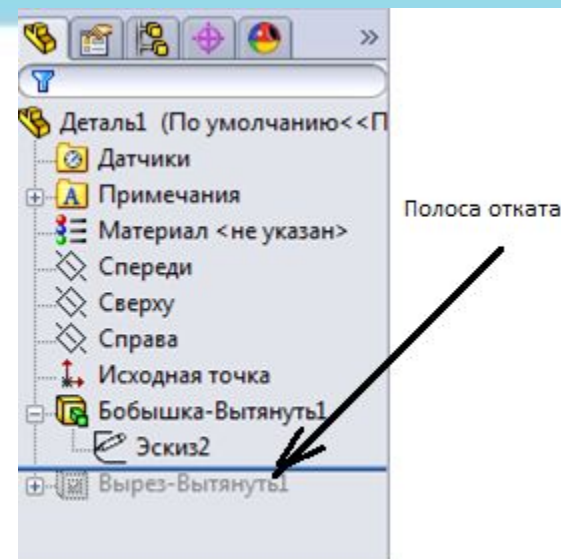 »
Деталь1 (По умолчанию<<П
Датчики
A Примечания
Материал <не указан>
Спереди
Сверху
Справа
Исходная точка
Бобышка-Вытянуть1
Эскиз2
Вырез-Вытянуть1
Полоса отката